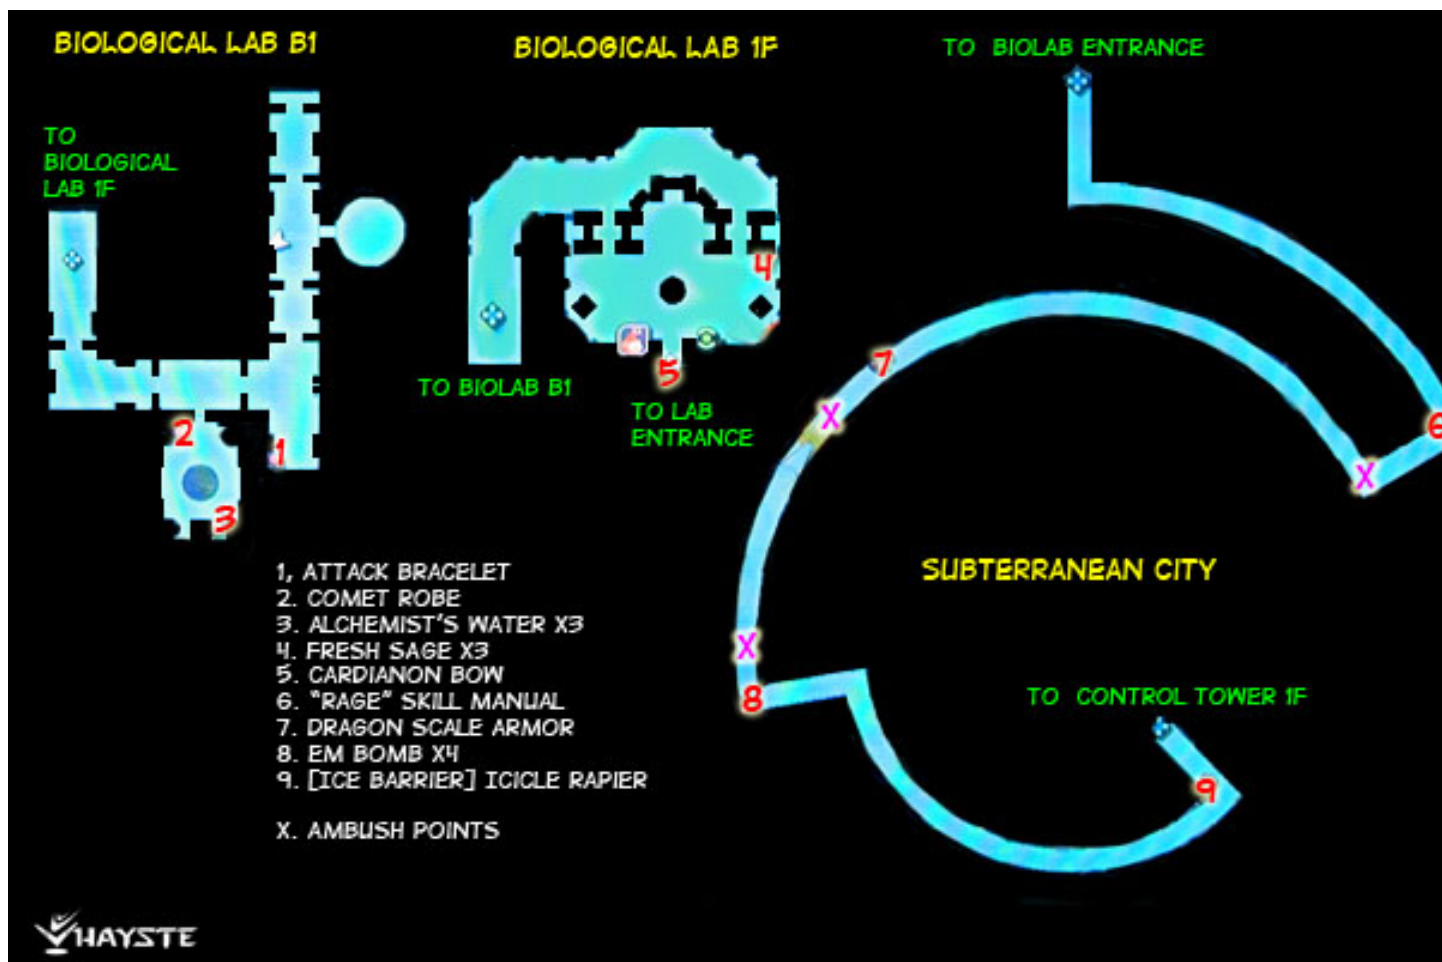 BIOLOGICAL LAB B1
BIOLOGICAL LAB 1F
TO BIOLAB ENTRANCE
TO
BIOLOGICAL
LAB 1F
4
TO BIOLAB B1
5
TO LAB
ENTRANCE
7
X
6
X
2
1
3
X
8
SUBTERRANEAN CITY
TO CONTROL TOWER 1F
9
1, ATTACK BRACELET
2. COMET ROBE
3. ALCHEMIST'S WATER X3
4. FRESH SAGE X3
5. CARDIANON BOW
6. "RAGE" SKILL MANUAL
7. DRAGON SCALE ARMOR
8. EM BOMB X4
9. [ICE BARRIER] ICICLE RAPIER
X. AMBUSH POINTS
HAYSTE